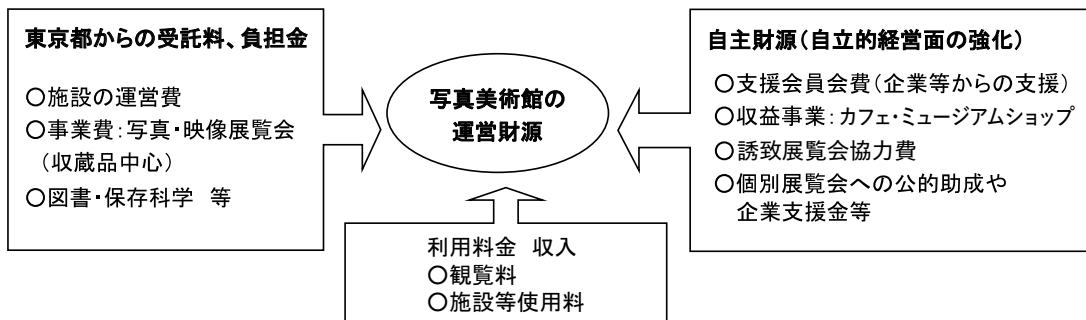 東京都からの受託料、負担金
○施設の運営費
○事業費：写真・映像展覧会
（収蔵品中心）
○図書・保存科学　等
写真美術館の
運営財源
自主財源（自立的経営面の強化）
○支援会員会費（企業等からの支援）
○収益事業：カフェ・ミュージアムショップ
○誘致展覧会協力費
○個別展覧会への公的助成や
企業支援金等
利用料金　収入
○観覧料
○施設等使用料